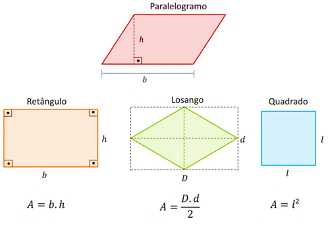 Paralelogramo
h
b
Retângulo
h
b
A = b.h
Losango
d
D
A = D.d/2
Quadrado
l
l
A = l²